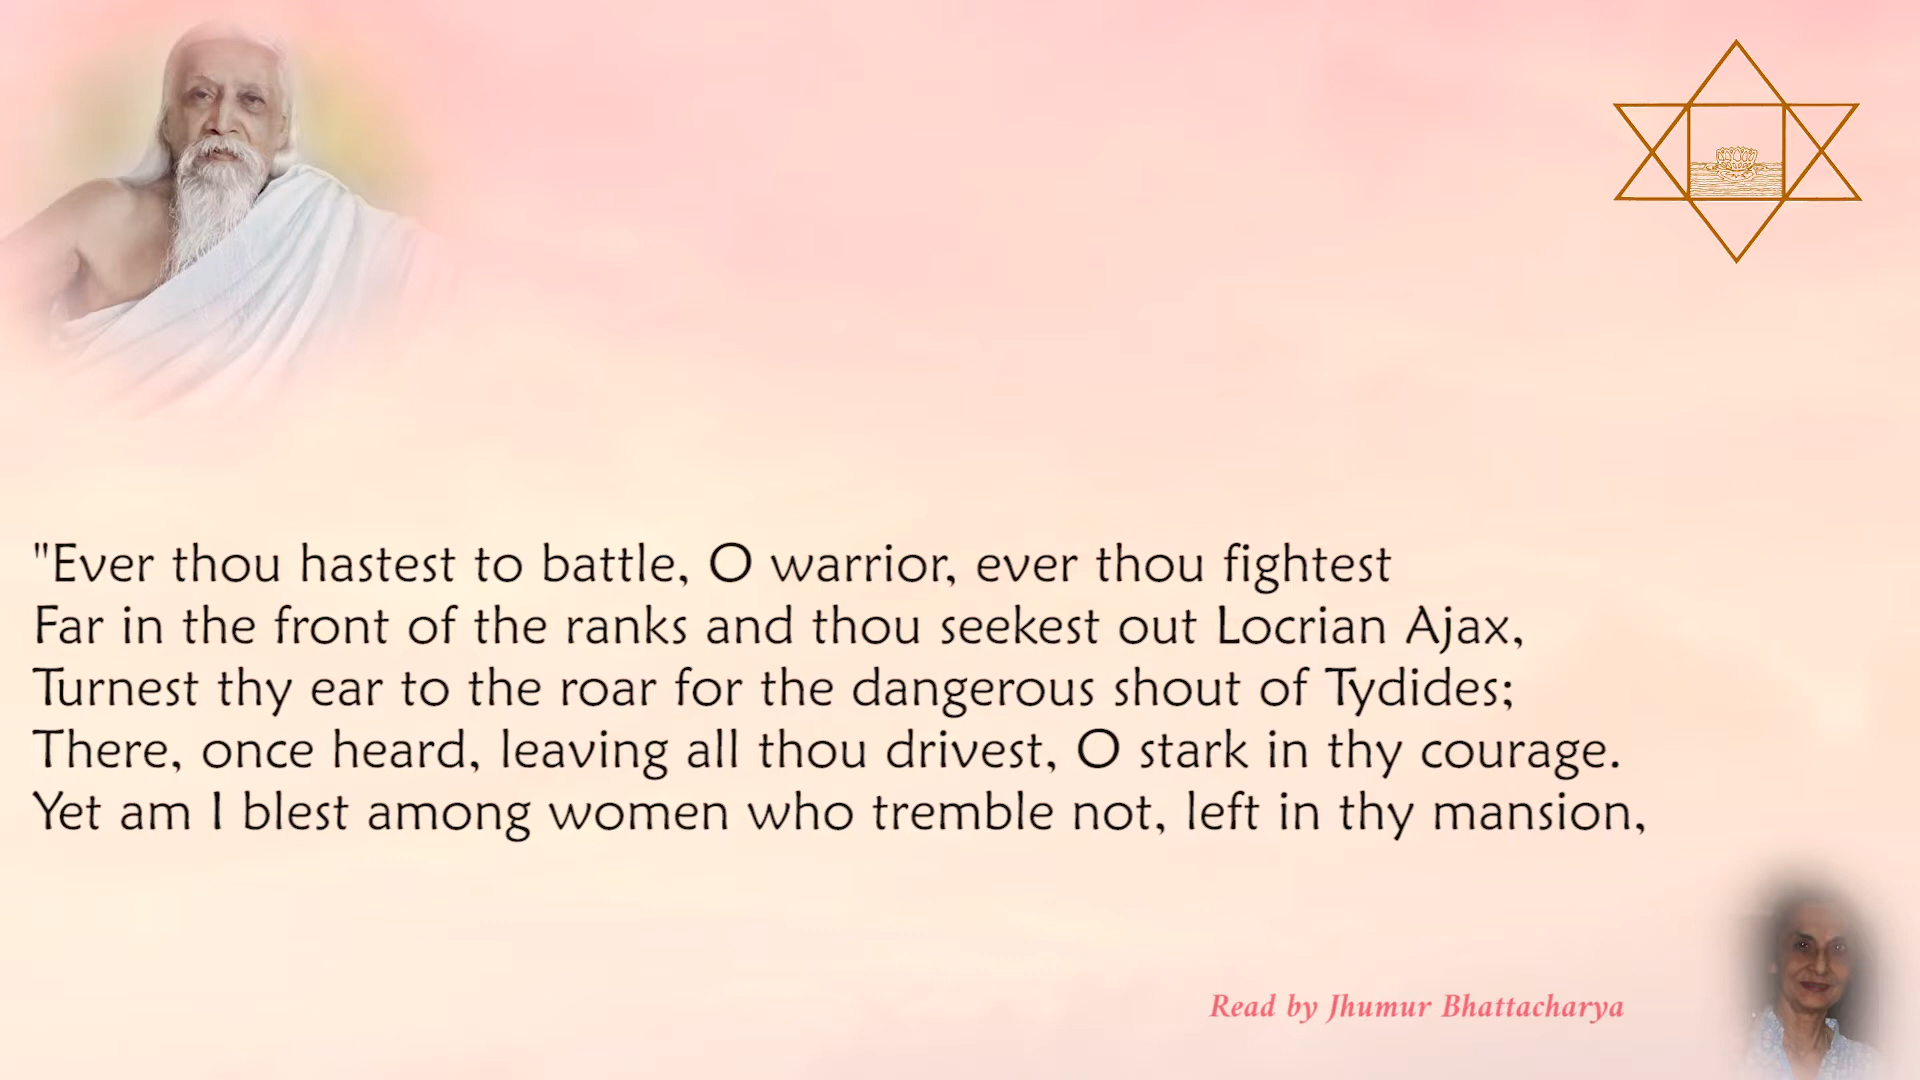 "Ever thou hastest to battle, O warrior, ever thou fightest
Far in the front of the ranks and thou seekest out Locrian Ajax,
Turnest thy ear to the roar for the dangerous shout of Tydides;
There, once heard, leaving all thou drivest, O stark in thy courage.
Yet am I blest among women who tremble not, left in thy mansion,
Read by Jhumur Bhattacharya